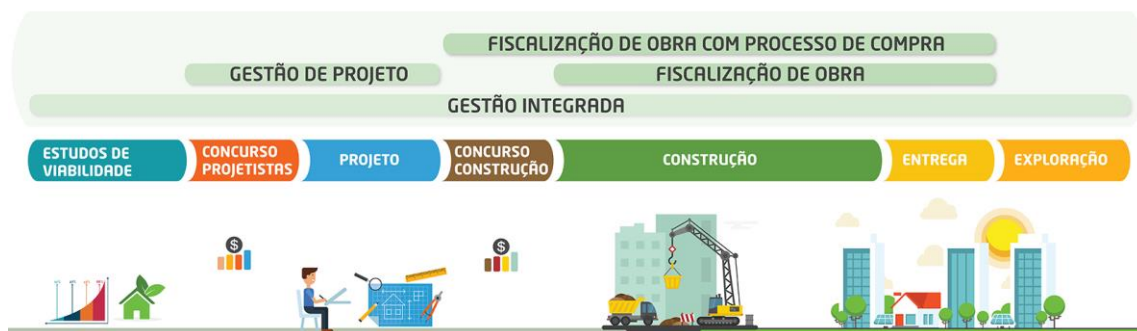 FISCALIZAÇÃO DE OBRA COM PROCESSO DE COMPRA
GESTÃO DE PROJETO
FISCALIZAÇÃO DE OBRA
GESTÃO INTEGRADA
ESTUDOS DE
VIABILIDADE
CONCURSO
PROJETISTAS
PROJETO
CONCURSO
CONSTRUÇÃO
CONSTRUÇÃO
ENTREGA
EXPLORAÇÃO
$
$